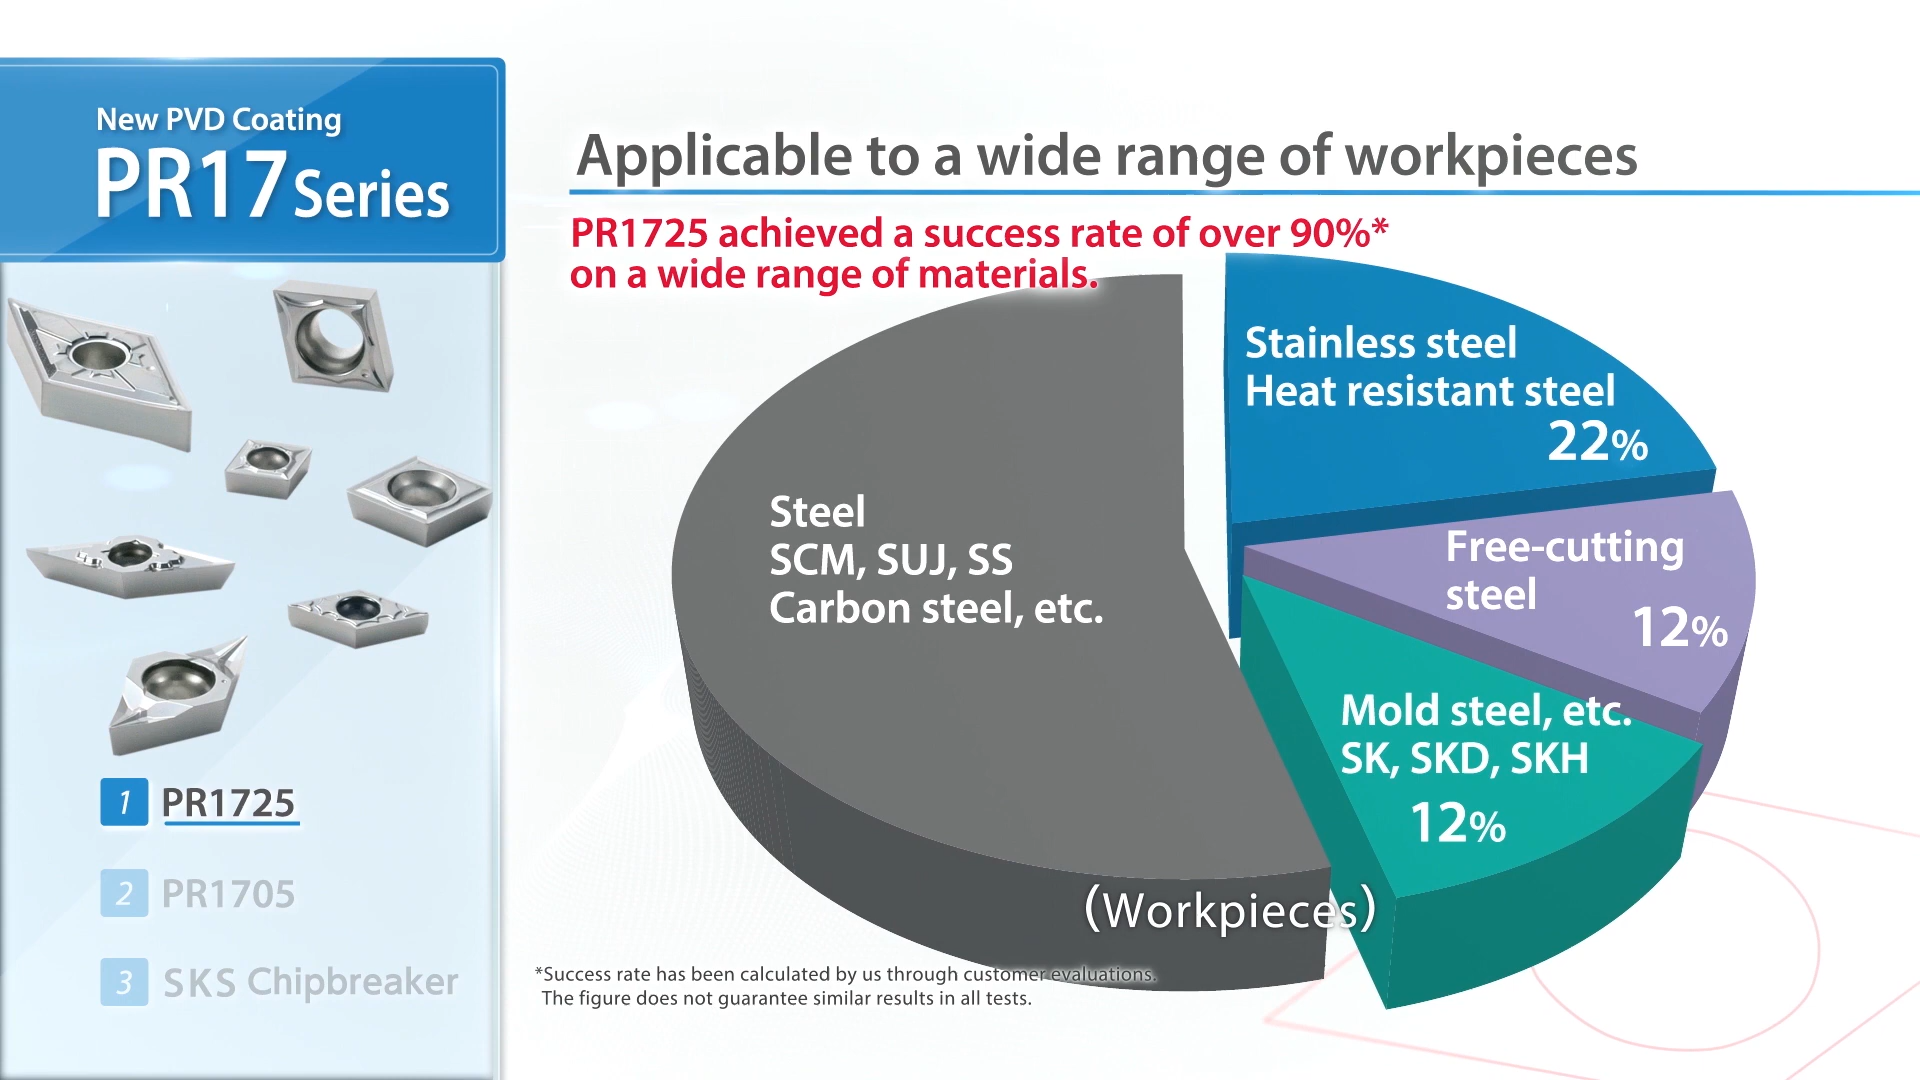 New PVD Coating
PR17 Series
1 PR1725
2 PR1705
3 SKS Chipbreaker
Applicable to a wide range of workpieces
PR1725 achieved a success rate of over 90%*
on a wide range of materials.
Stainless steel
Heat resistant steel
22%
Free-cutting
steel
12%
Mold steel, etc.
SK, SKD, SKH
12%
Steel
SCM, SUJ, SS
Carbon steel, etc.
(Workpieces)
*Success rate has been calculated by us through customer evaluations.
The figure does not guarantee similar results in all tests.